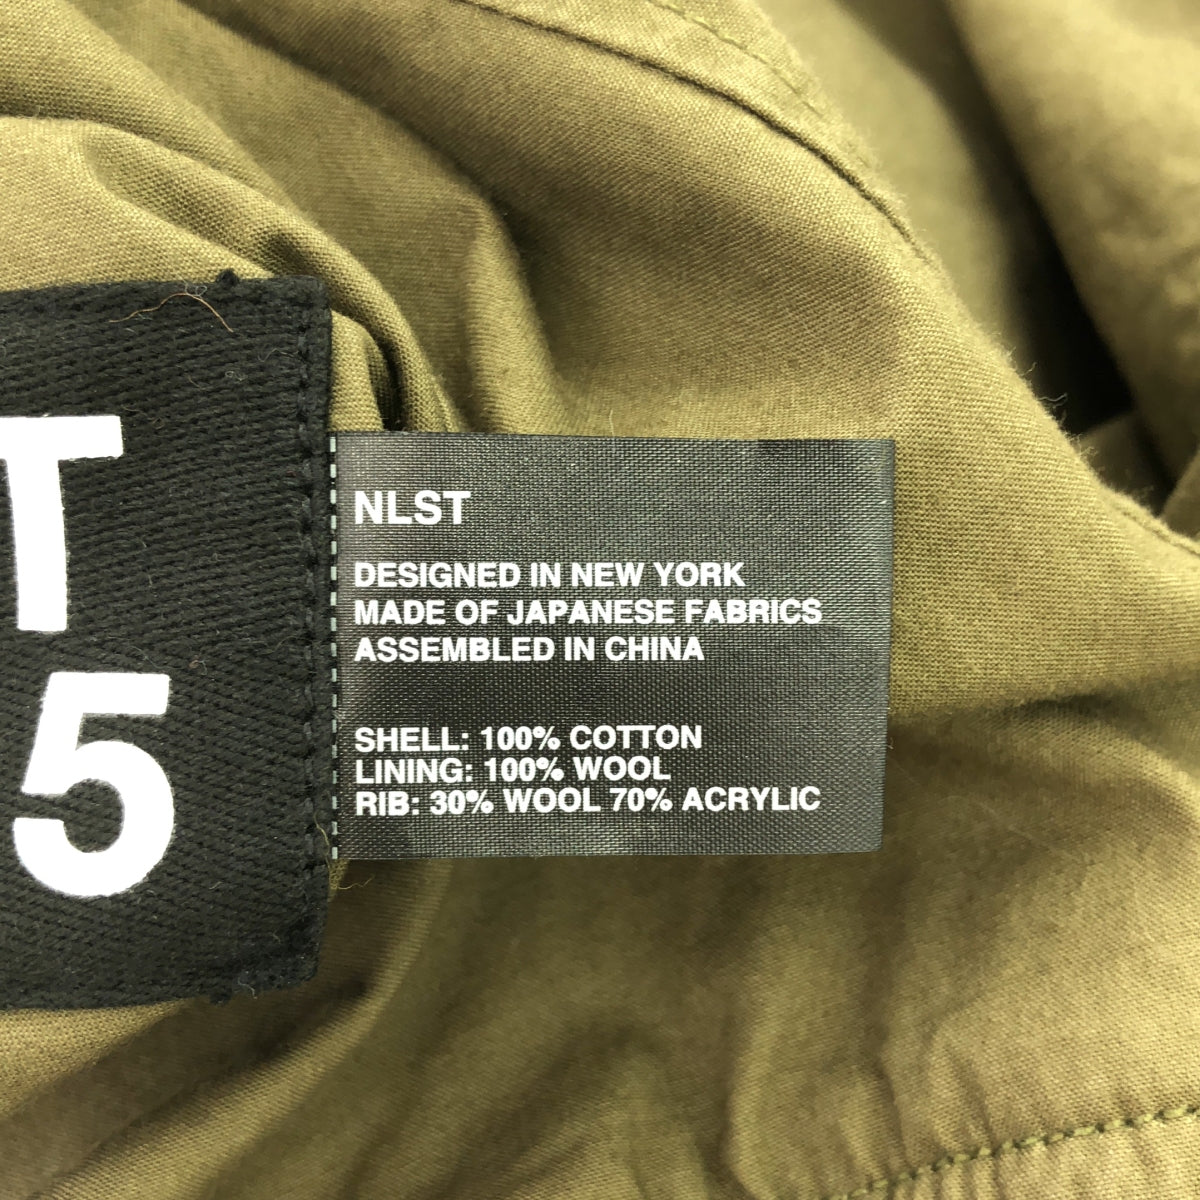 T
5
NLST
DESIGNED IN NEW YORK
MADE OF JAPANESE FABRICS
ASSEMBLED IN CHINA
SHELL: 100% COTTON
LINING: 100% WOOL
RIB: 30% WOOL 70% ACRYLIC